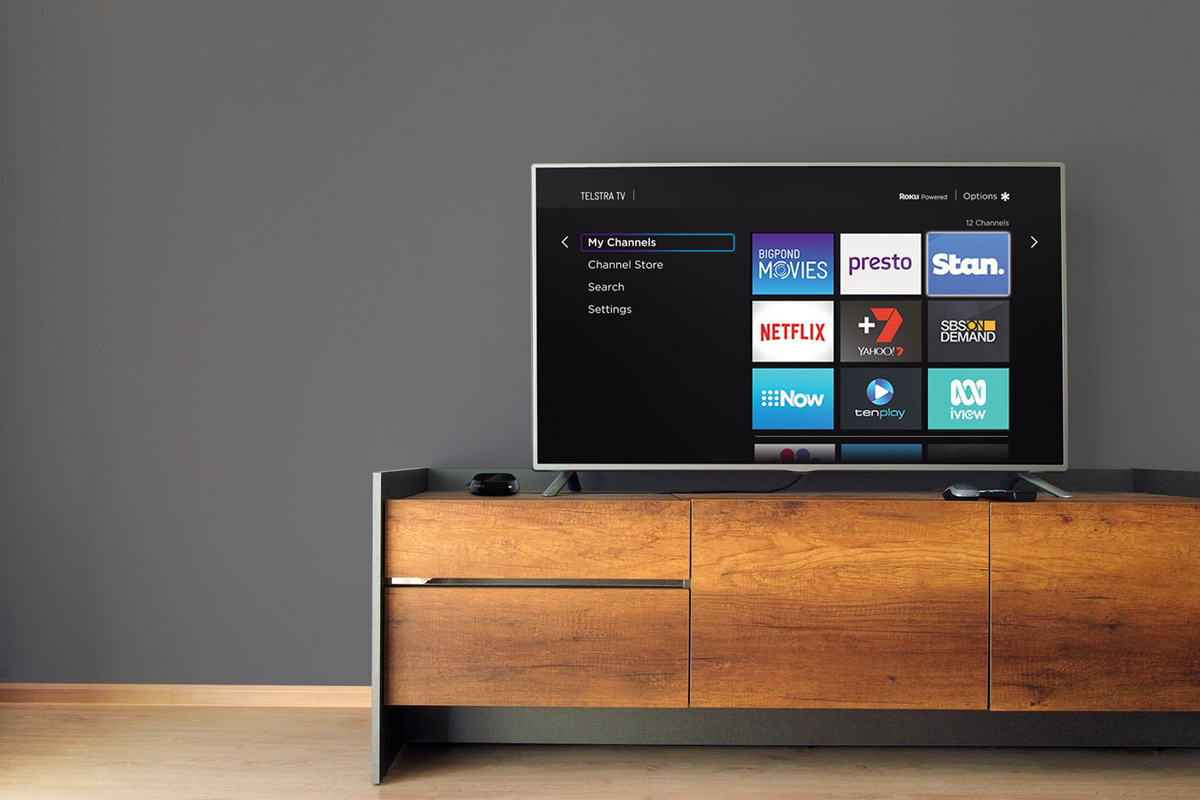 TELSTRA TV
ROKU Powered
Options
12 Channels
My Channels
Channel Store
Search
Settings
BIGPOND
MOVIES
presto
Stan.
NETFLIX
+7
YAHOO!7
SBS ON
DEMAND
9Now
tenplay
iview